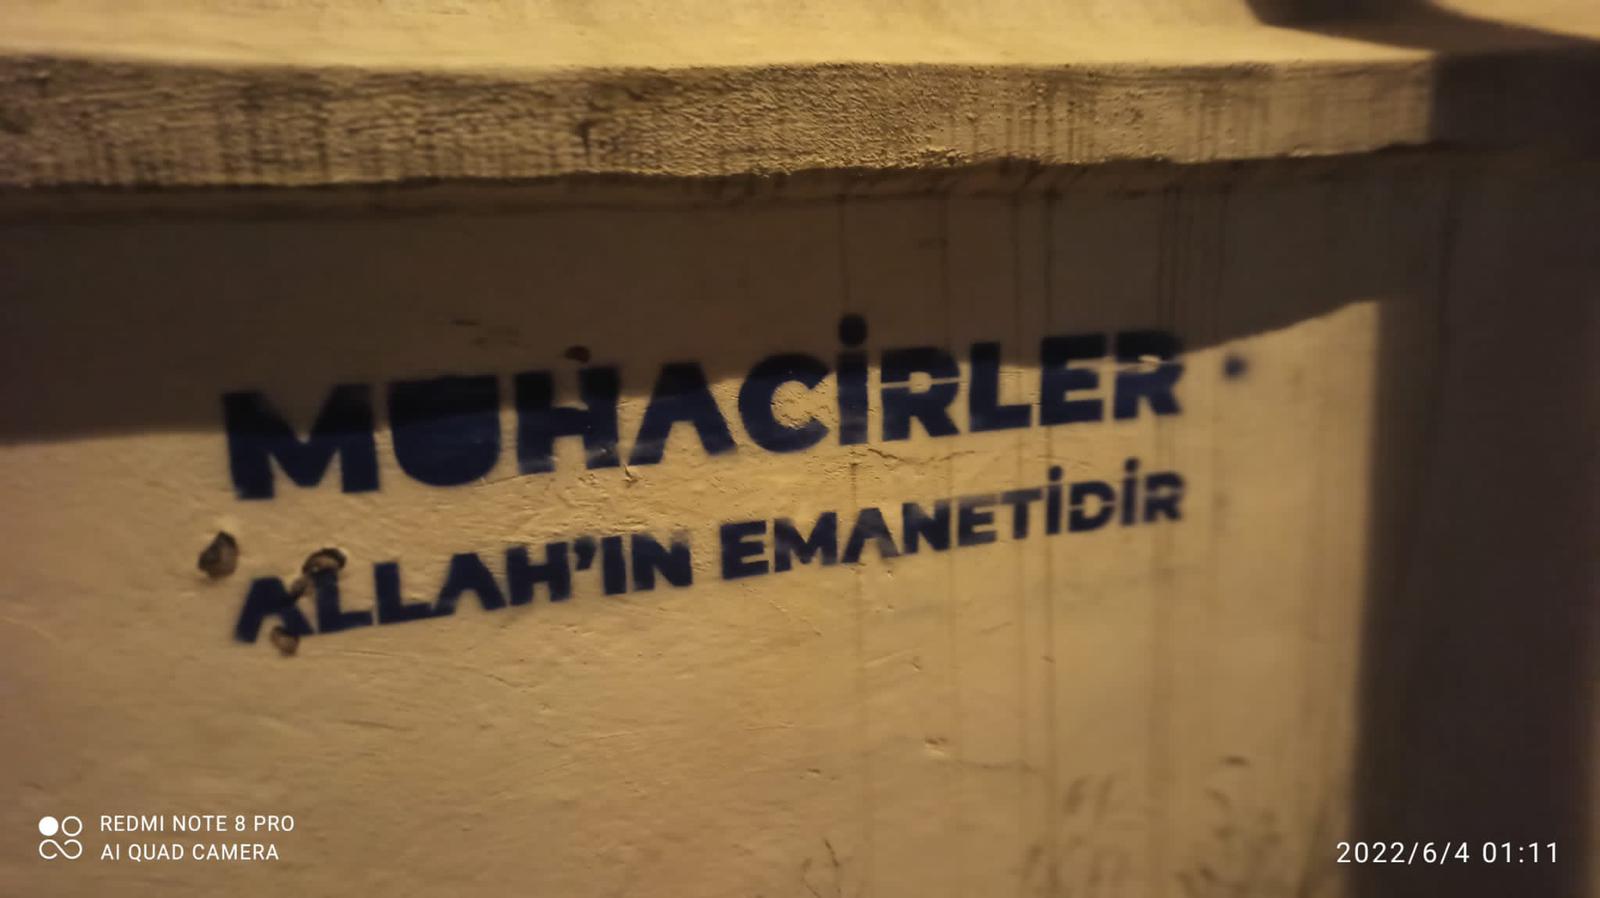 MUHACİRLER
ALLAH'IN EMANETİDİR
REDMI NOTE 8 PRO
AI QUAD CAMERA
2022/6/4 01:11